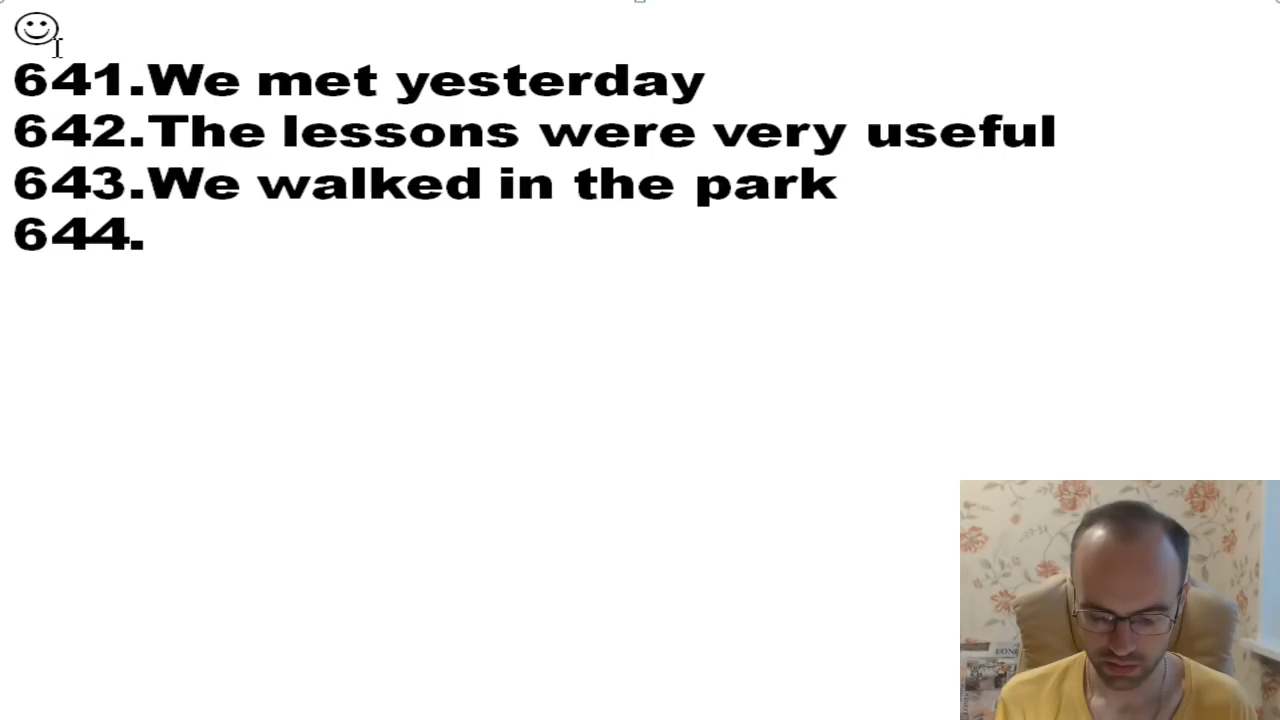 641.We met yesterday
642.The lessons were very useful
643.We walked in the park
644.